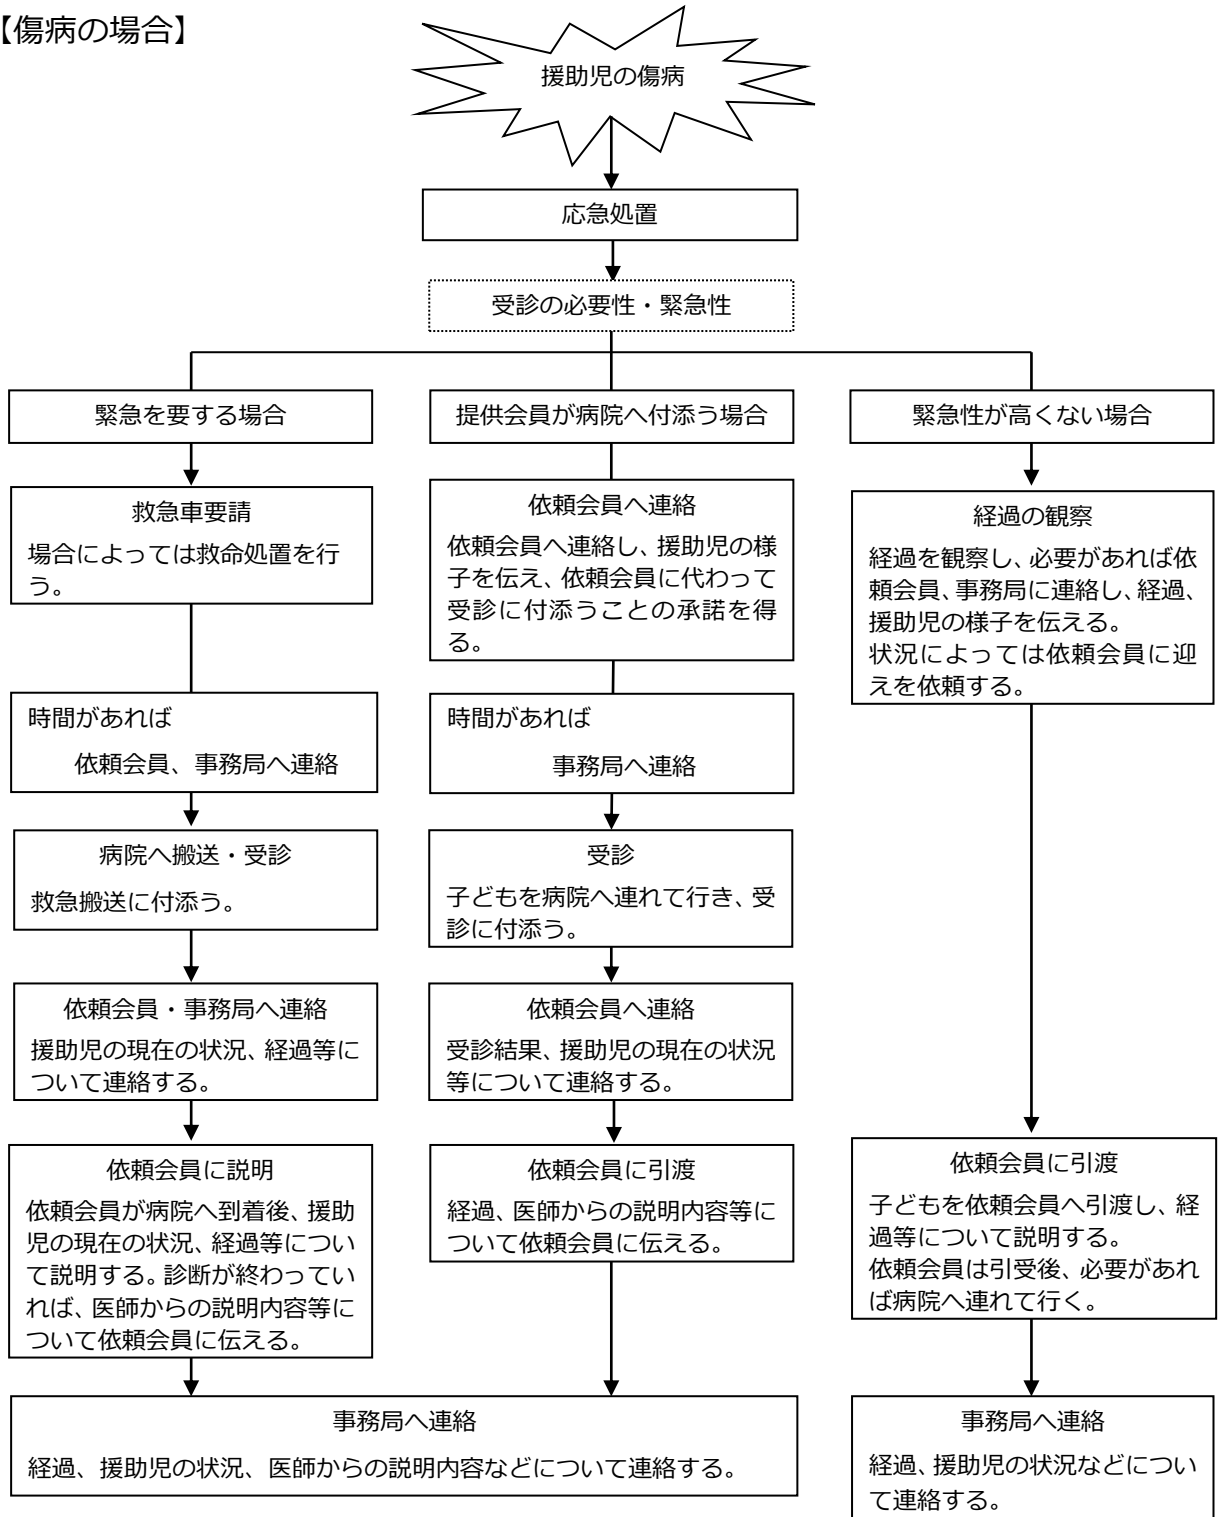 【傷病の場合】
援助児の傷病
応急処置
受診の必要性・緊急性
緊急を要する場合
救急車要請
場合によっては救命処置を行
う。
時間があれば
依頼会員、事務局へ連絡
病院へ搬送・受診
救急搬送に付添う。
依頼会員・事務局へ連絡
援助児の現在の状況、経過等に
ついて連絡する。
依頼会員に説明
依頼会員が病院へ到着後、援助
児の現在の状況、経過等につい
て説明する。診断が終わってい
れば、医師からの説明内容等に
ついて依頼会員に伝える。
提供会員が病院へ付添う場合
依頼会員へ連絡
依頼会員へ連絡し、援助児の様
子を伝え、依頼会員に代わって
受診に付添うことの承諾を得
る。
時間があれば
事務局へ連絡
受診
子どもを病院へ連れて行き、受
診に付添う。
依頼会員へ連絡
受診結果、援助児の現在の状況
等について連絡する。
依頼会員に引渡
経過、医師からの説明内容等に
ついて依頼会員に伝える。
事務局へ連絡
経過、援助児の状況、医師からの説明内容などについて連絡する。
緊急性が高くない場合
経過の観察
経過を観察し、必要があれば依
頼会員、事務局に連絡し、経過、
援助児の様子を伝える。
状況によっては依頼会員に迎
えを依頼する。
依頼会員に引渡
子どもを依頼会員へ引渡し、経
過等について説明する。
依頼会員は引受後、必要があれ
ば病院へ連れて行く。
事務局へ連絡
経過、援助児の状況などについ
て連絡する。